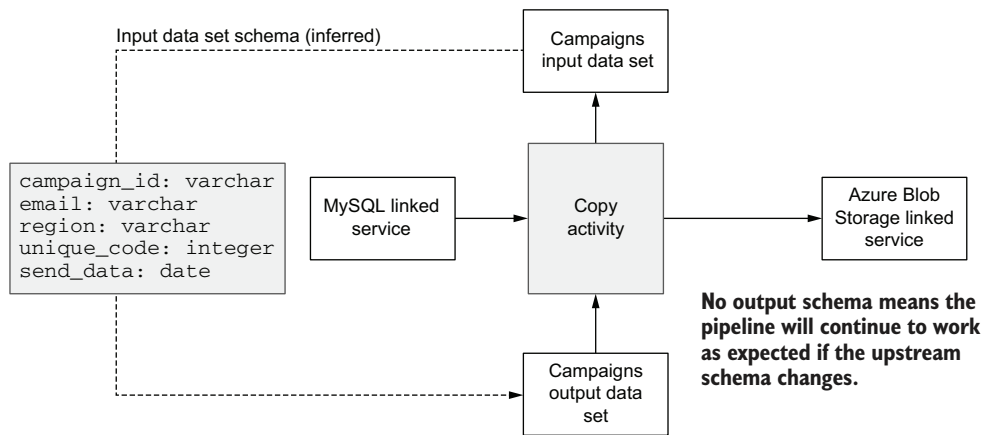 Input data set schema (inferred)
Campaigns
input data set
campaign_id: varchar
email: varchar
region: varchar
unique_code: integer
send_data: date
MySQL linked
service
Copy
activity
Azure Blob
Storage linked
service
No output schema means the
pipeline will continue to work
as expected if the upstream
schema changes.
Campaigns
output data
set